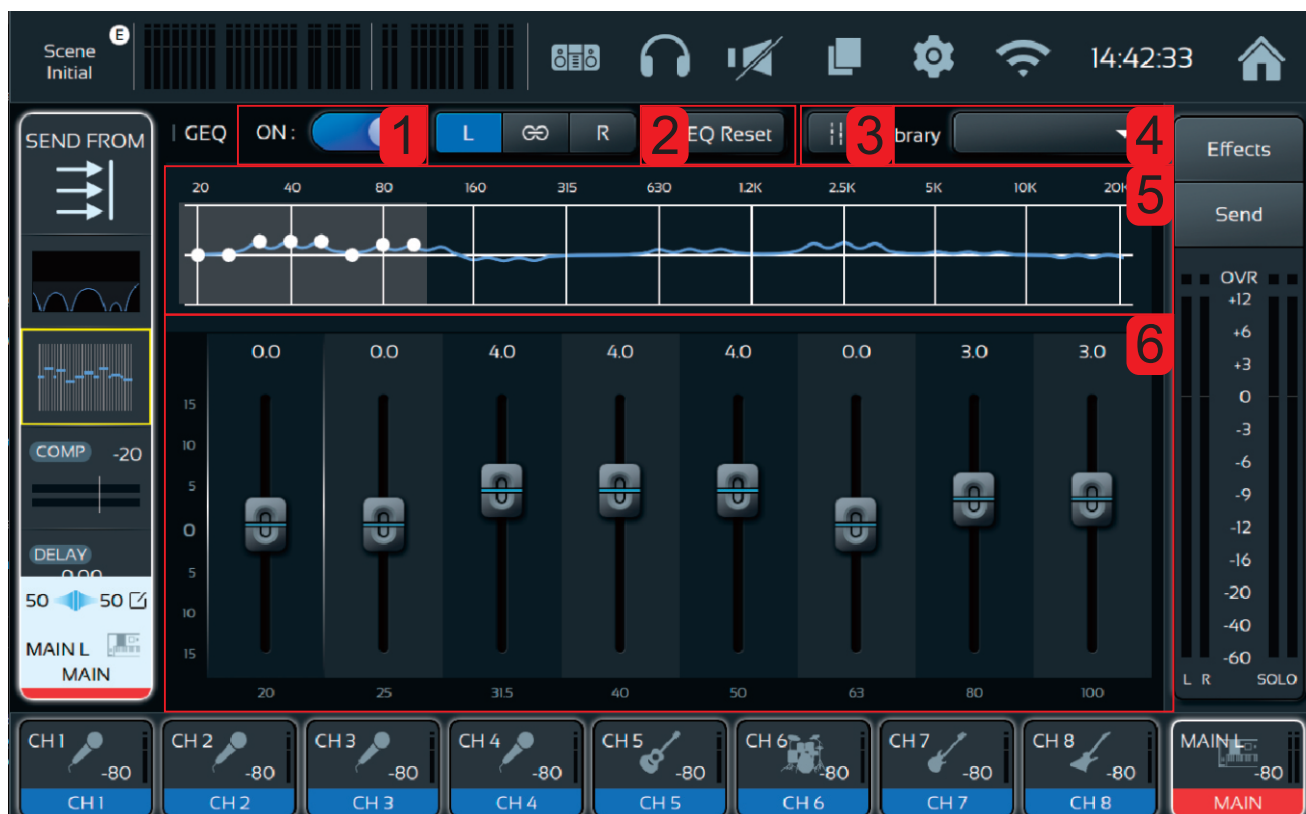 Scene E
Initial
14:42:33
SEND FROM
GEQ ON: 1 L R 2 EQ Reset 3 brary 4
Effects
Send
20 40 80 160 315 630 1.2K 2.5K 5K 10K 20K 5
0.0 0.0 4.0 4.0 4.0 0.0 3.0 3.0 6
15
10
5
0
5
10
15
20 25 31.5 40 50 63 80 100
COMP -20
DELAY
0.00
50 50
MAIN L
MAIN
OVR
+12
+6
+3
0
-3
-6
-9
-12
-16
-20
-40
-60
L R SOLO
CH 1 -80
CH 1
CH 2 -80
CH 2
CH 3 -80
CH 3
CH 4 -80
CH 4
CH 5 -80
CH 5
CH 6 -80
CH 6
CH 7 -80
CH 7
CH 8 -80
CH 8
MAIN L -80
MAIN